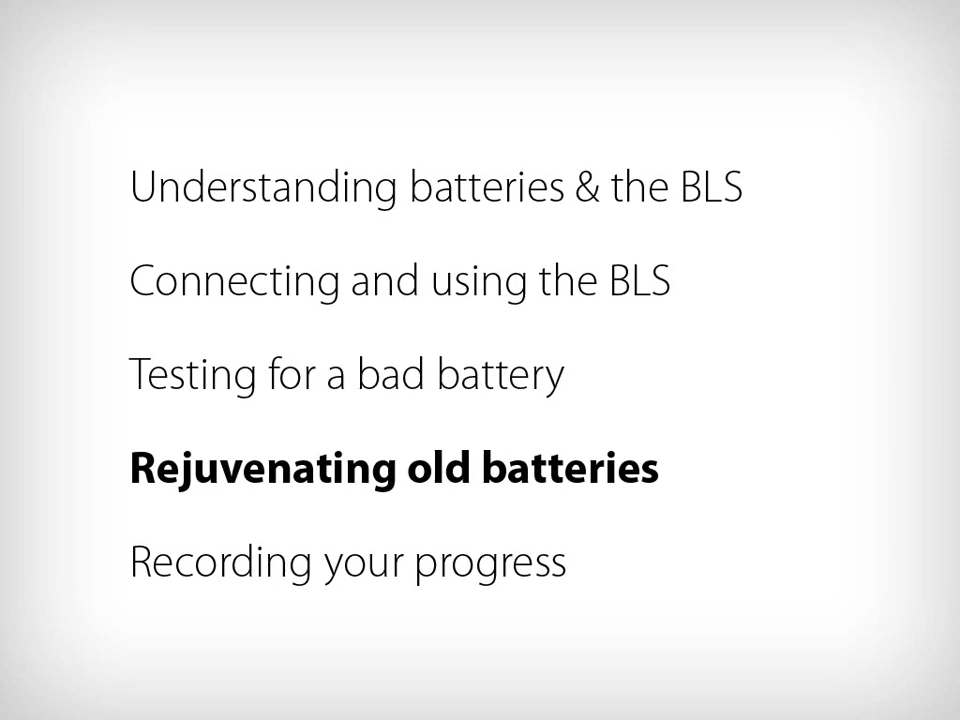 Understanding batteries & the BLS
Connecting and using the BLS
Testing for a bad battery
Rejuvenating old batteries
Recording your progress